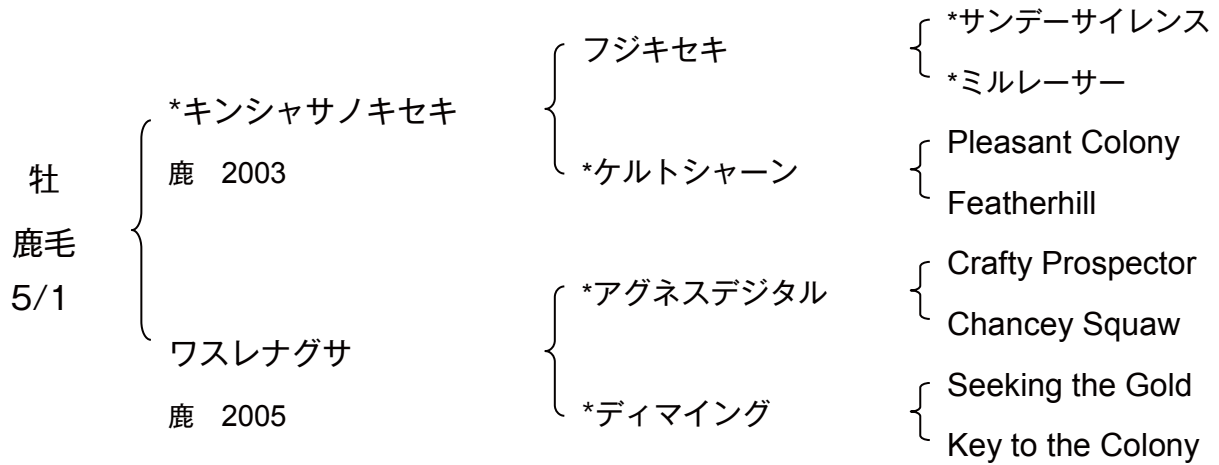 牡
鹿毛
5/1
*キンシャサノキセキ
鹿 2003
ワスレナグサ
鹿 2005
フジキセキ
*ケルトシャーン
*アグネスデジタル
*ディマイング
*サンデーサイレンス
*ミルレーサー
Pleasant Colony
Featherhill
Crafty Prospector
Chancey Squaw
Seeking the Gold
Key to the Colony